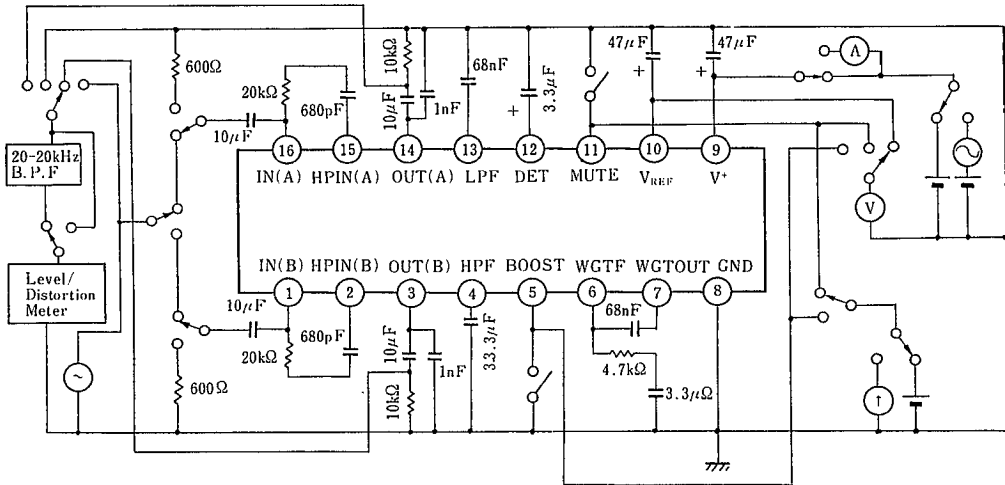 600Ω
20kΩ
680pF
10µF
10kΩ
10µF
1nF
68nF
3.3µF
+
47µF
+
47µF
+
A
16
15
14
13
12
11
10
9
IN(A)
HPIN(A)
OUT(A)
LPF
DET
MUTE
VREF
V+
20-20kHz
B.P.F
V
Level/
Distortion
Meter
~
IN(B)
HPIN(B)
OUT(B)
HPF
BOOST
WGTF
WGTOUT
GND
1
2
3
4
5
6
7
8
10µF
20kΩ
680pF
10µF
1nF
10kΩ
3.3µF
68nF
4.7kΩ
3.3µΩ
600Ω
↑